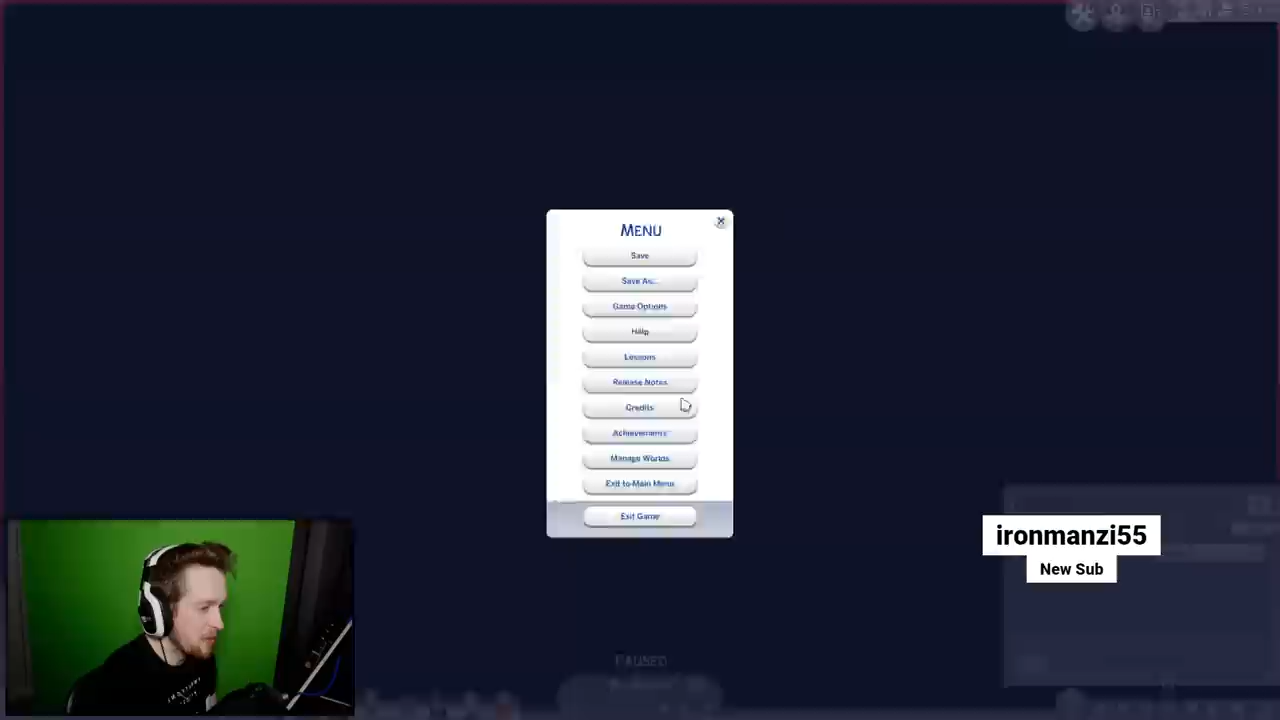 MENU
Save
Save As...
Game Options
Help
Lessons
Release Notes
Credits
Achievements
Manage Worlds
Exit to Main Menu
Exit Game
ironmanzi55
New Sub
PAUSED